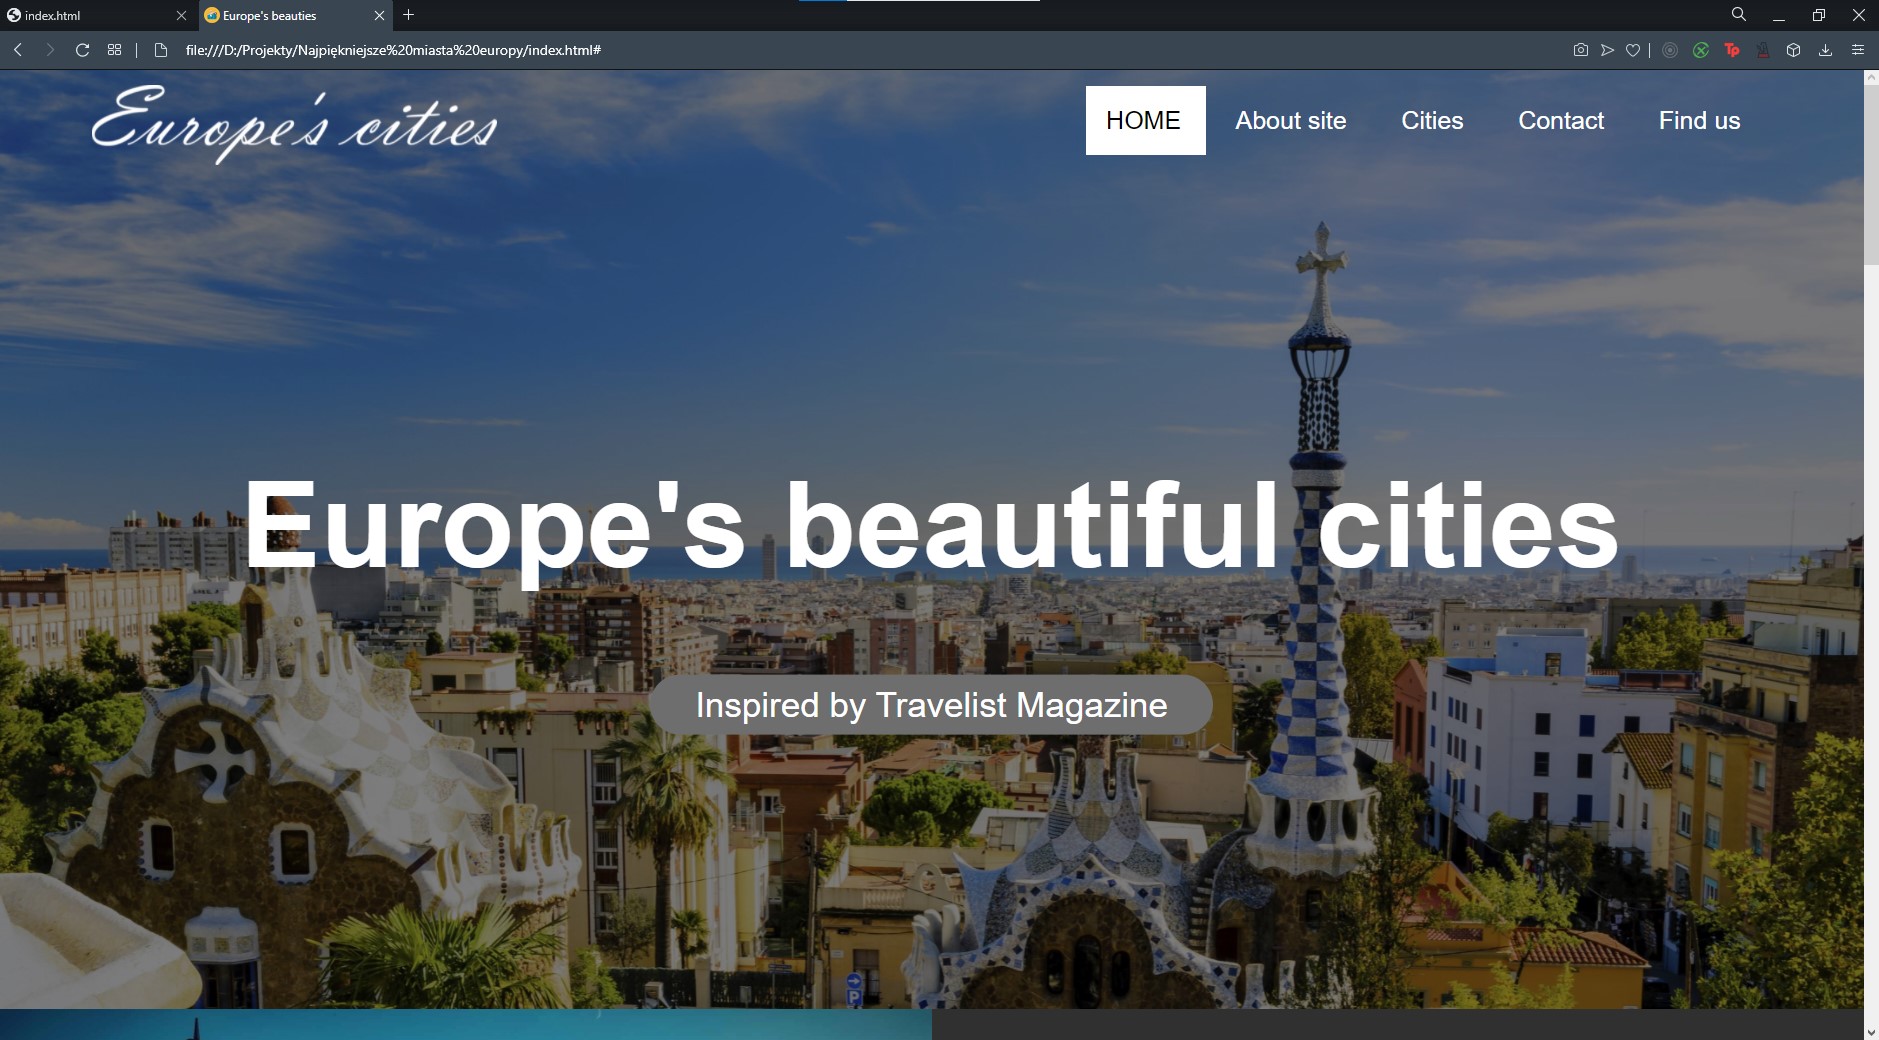 index.html
Europe's beauties
file:///D:/Projekty/Najpiękniejsze%20miasta%20europy/index.html#
Tp
Europe's cities
HOME
About site
Cities
Contact
Find us
Europe's beautiful cities
Inspired by Travelist Magazine
P